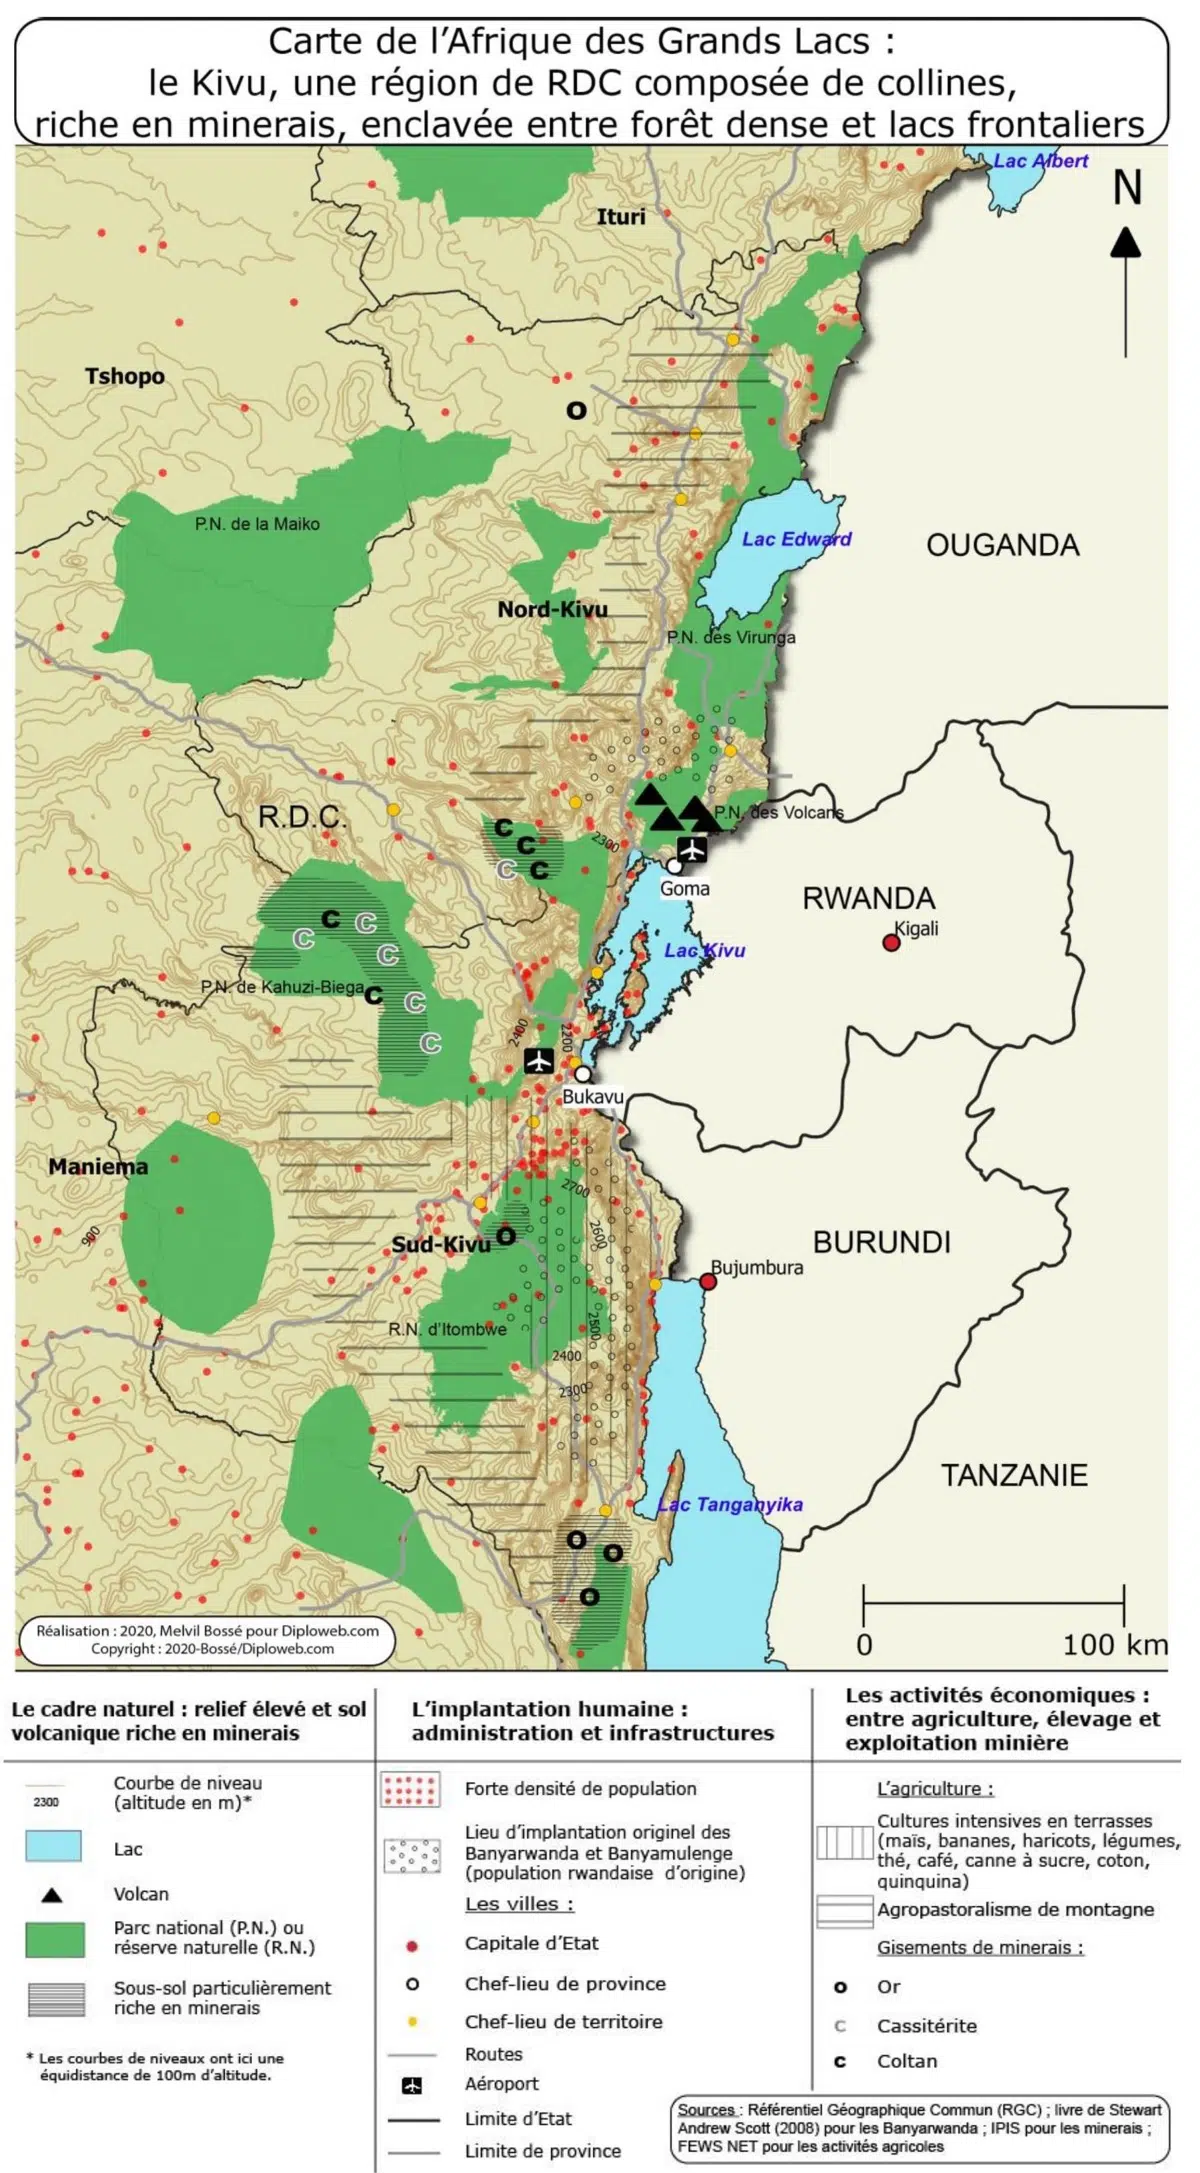 Carte de l’Afrique des Grands Lacs :
le Kivu, une région de RDC composée de collines,
riche en minerais, enclavée entre forêt dense et lacs frontaliers
Lac Albert
N
Ituri
Tshopo
O
P.N. de la Maiko
Lac Edward
OUGANDA
Nord-Kivu
P.N. des Virunga
R.D.C.
P.N. des Volcans
C
C
C
C
2300
Goma
RWANDA
Kigali
C
C
C
C
Lac Kivu
P.N. de Kahuzi-Biega
C
C
C
2400
2200
Bukavu
Maniema
2700
900
Sud-Kivu
O
2600
BURUNDI
Bujumbura
R.N. d’Itombwe
2500
2400
2300
TANZANIE
Lac Tanganyika
O
O
O
0
100 km
Réalisation : 2020, Melvil Bossé pour Diploweb.com
Copyright : 2020-Bossé/Diploweb.com
Le cadre naturel : relief élevé et sol
volcanique riche en minerais
Courbe de niveau
(altitude en m)*
2300
Lac
Volcan
Parc national (P.N.) ou
réserve naturelle (R.N.)
Sous-sol particulièrement
riche en minerais
* Les courbes de niveaux ont ici une
équidistance de 100m d’altitude.
L’implantation humaine :
administration et infrastructures
Forte densité de population
Lieu d’implantation originel des
Banyarwanda et Banyamulenge
(population rwandaise d’origine)
Les villes :
Capitale d’Etat
Chef-lieu de province
Chef-lieu de territoire
Routes
Aéroport
Limite d’Etat
Limite de province
Les activités économiques :
entre agriculture, élevage et
exploitation minière
L’agriculture :
Cultures intensives en terrasses
(maïs, bananes, haricots, légumes,
thé, café, canne à sucre, coton,
quinquina)
Agropastoralisme de montagne
Gisements de minerais :
O Or
C Cassitérite
C Coltan
Sources : Référentiel Géographique Commun (RGC) ; livre de Stewart
Andrew Scott (2008) pour les Banyarwanda ; IPIS pour les minerais ;
FEWS NET pour les activités agricoles